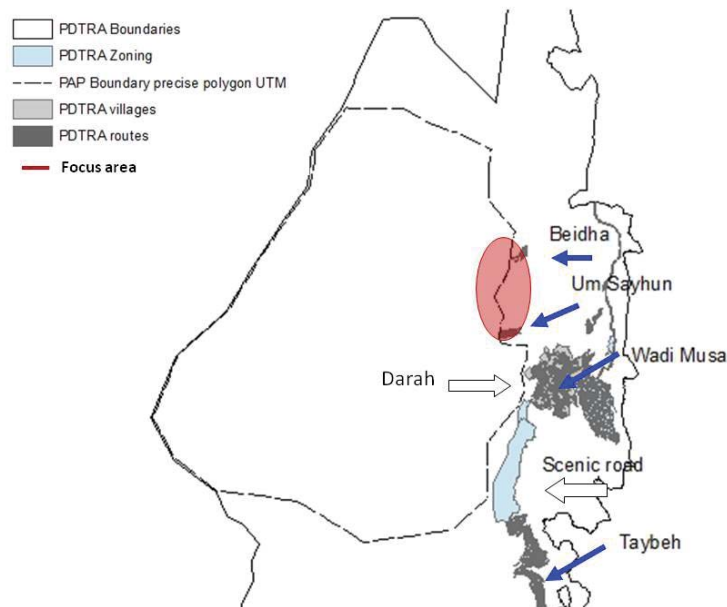 PDTRA Boundaries
PDTRA Zoning
PAP Boundary precise polygon UTM
PDTRA villages
PDTRA routes
Focus area
Beidha
Um Sayhun
Wadi Musa
Darah
Scenic road
Taybeh